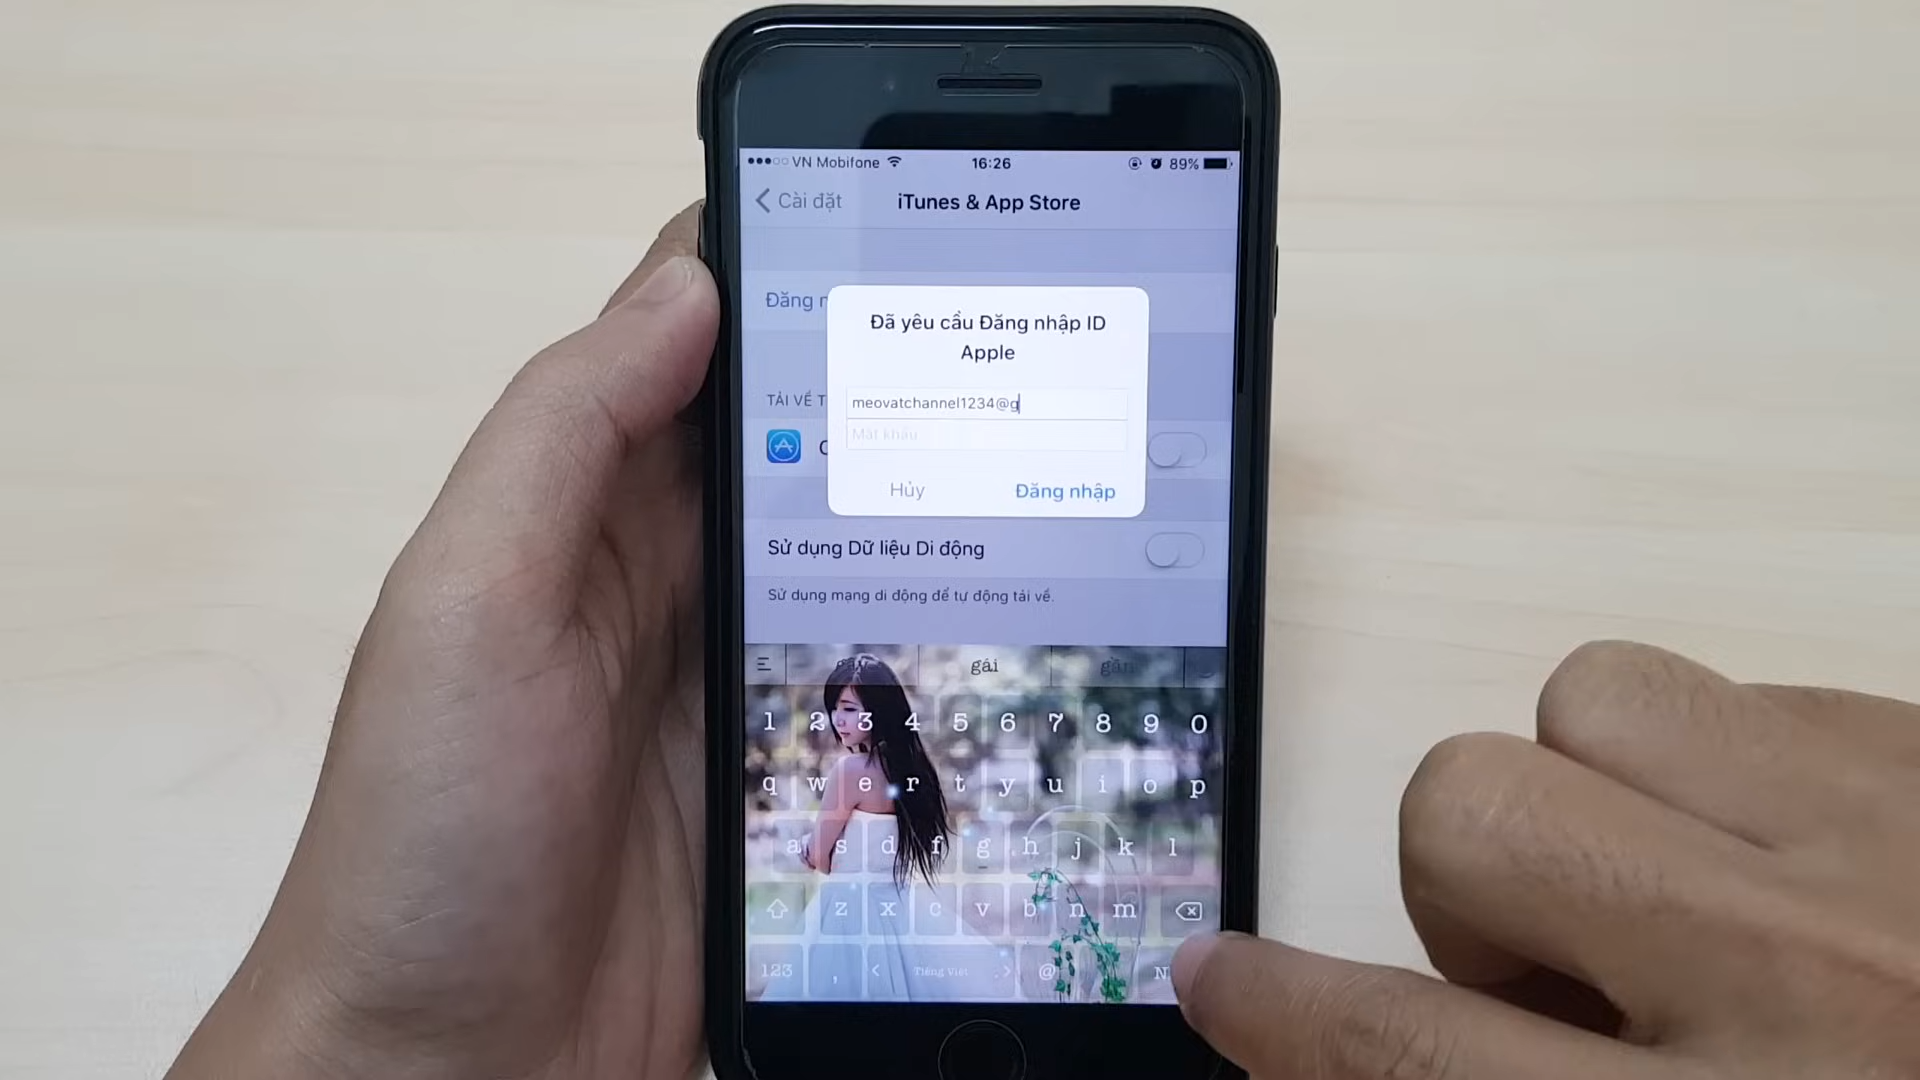 VN Mobifone 16:26 89%
Cài đặt iTunes & App Store
Đăng n
Đã yêu cầu Đăng nhập ID
Apple
TẢI VỀ T
meovatchannel1234@g
Mật khẩu
C
Hủy Đăng nhập
Sử dụng Dữ liệu Di động
Sử dụng mạng di động để tự động tải về.
gãy gái gần
1 2 3 4 5 6 7 8 9 0
q w e r t y u i o p
a s d f g h j k l
z x c v b n m
123 , < Tiếng Việt . > @ N